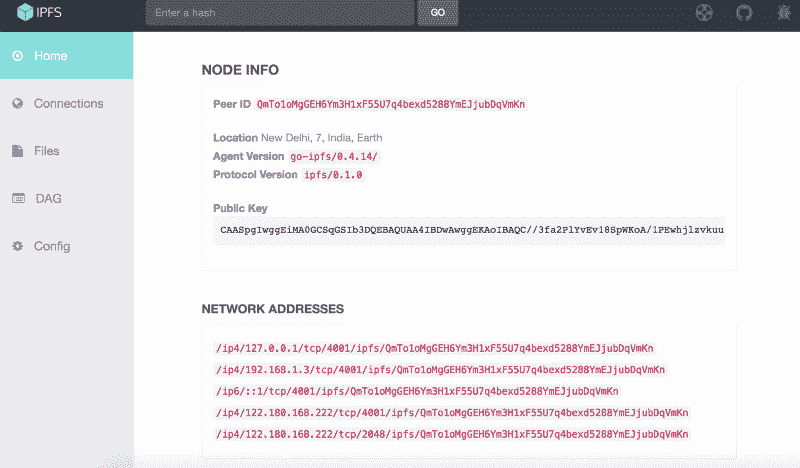 IPFS
Enter a hash
GO
Home
Connections
Files
DAG
Config
NODE INFO
Peer ID QmTo1oMgGEH6Ym3H1xF55U7q4bexd5288YmEJjubDqVmKn
Location New Delhi, 7, India, Earth
Agent Version go-ipfs/0.4.14/
Protocol Version ipfs/0.1.0
Public Key
CAASpgIwggEiMA0GCSqGSIb3DQEBAQUAA4IBDwAwggEKAoIBAQC//3fa2PlYvEv18SpWKoA/1PEwhjlzvkuu
NETWORK ADDRESSES
/ip4/127.0.0.1/tcp/4001/ipfs/QmTo1oMgGEH6Ym3H1xF55U7q4bexd5288YmEJjubDqVmKn
/ip4/192.168.1.3/tcp/4001/ipfs/QmTo1oMgGEH6Ym3H1xF55U7q4bexd5288YmEJjubDqVmKn
/ip6/::1/tcp/4001/ipfs/QmTo1oMgGEH6Ym3H1xF55U7q4bexd5288YmEJjubDqVmKn
/ip4/122.180.168.222/tcp/4001/ipfs/QmTo1oMgGEH6Ym3H1xF55U7q4bexd5288YmEJjubDqVmKn
/ip4/122.180.168.222/tcp/2048/ipfs/QmTo1oMgGEH6Ym3H1xF55U7q4bexd5288YmEJjubDqVmKn